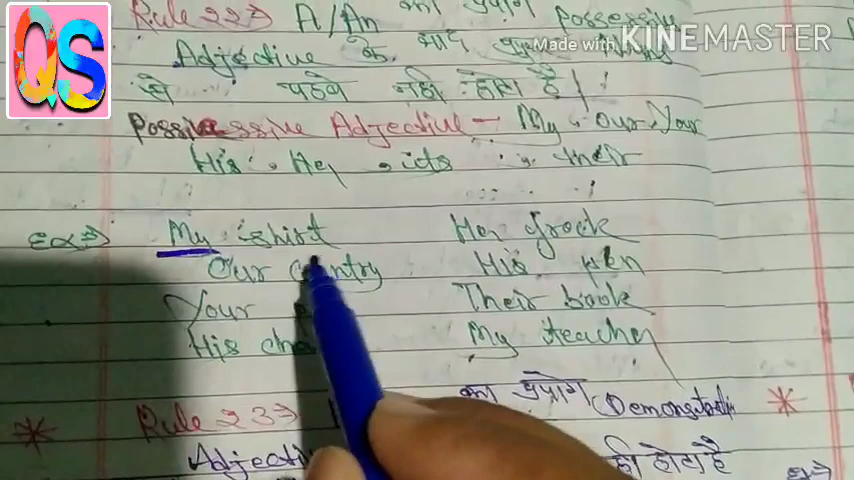 QS
Rule 22⇒ A/An का प्रयोग Possessive
Made with KINEMASTER
Adjective के बाद
से पहले नहीं होता है।
Possessive Adjective - My, Our, Your
His, Her, its, their
Ex⇒ My shirt Her frock
Our country His pen
Your Their book
His My teacher
* Rule 23⇒ का प्रयोग (Demonstrativ *
Adjecti ही होता है